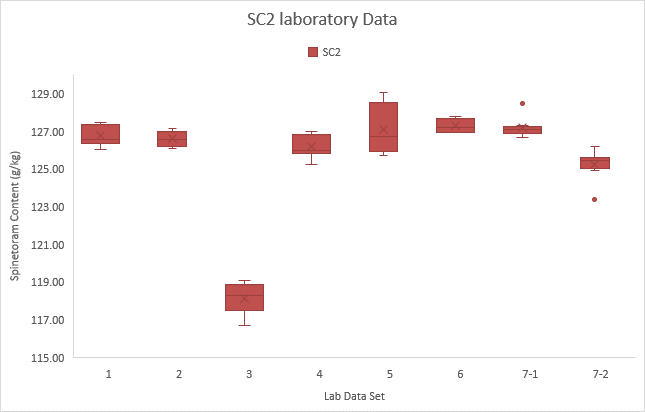 SC2 laboratory Data
SC2
Spinetoram Content (g/kg)
129.00
127.00
125.00
123.00
121.00
119.00
117.00
115.00
1 2 3 4 5 6 7-1 7-2
Lab Data Set